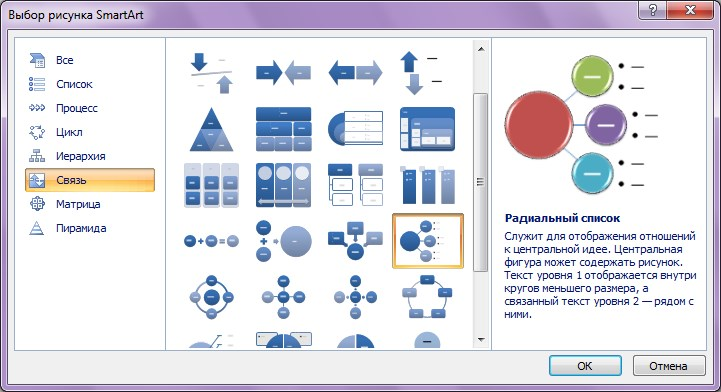 Выбор рисунка SmartArt
Все
Список
Процесс
Цикл
Иерархия
Связь
Матрица
Пирамида
Радиальный список
Служит для отображения отношений
к центральной идее. Центральная
фигура может содержать рисунок.
Текст уровня 1 отображается внутри
кругов меньшего размера, а
связанный текст уровня 2 — рядом с
ними.
ОК
Отмена